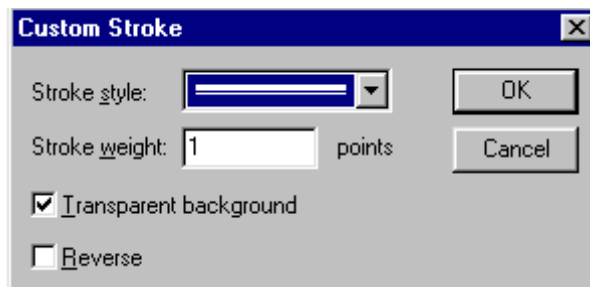 Custom Stroke
Stroke style:
OK
Stroke weight: 1 points
Cancel
Transparent background
Reverse